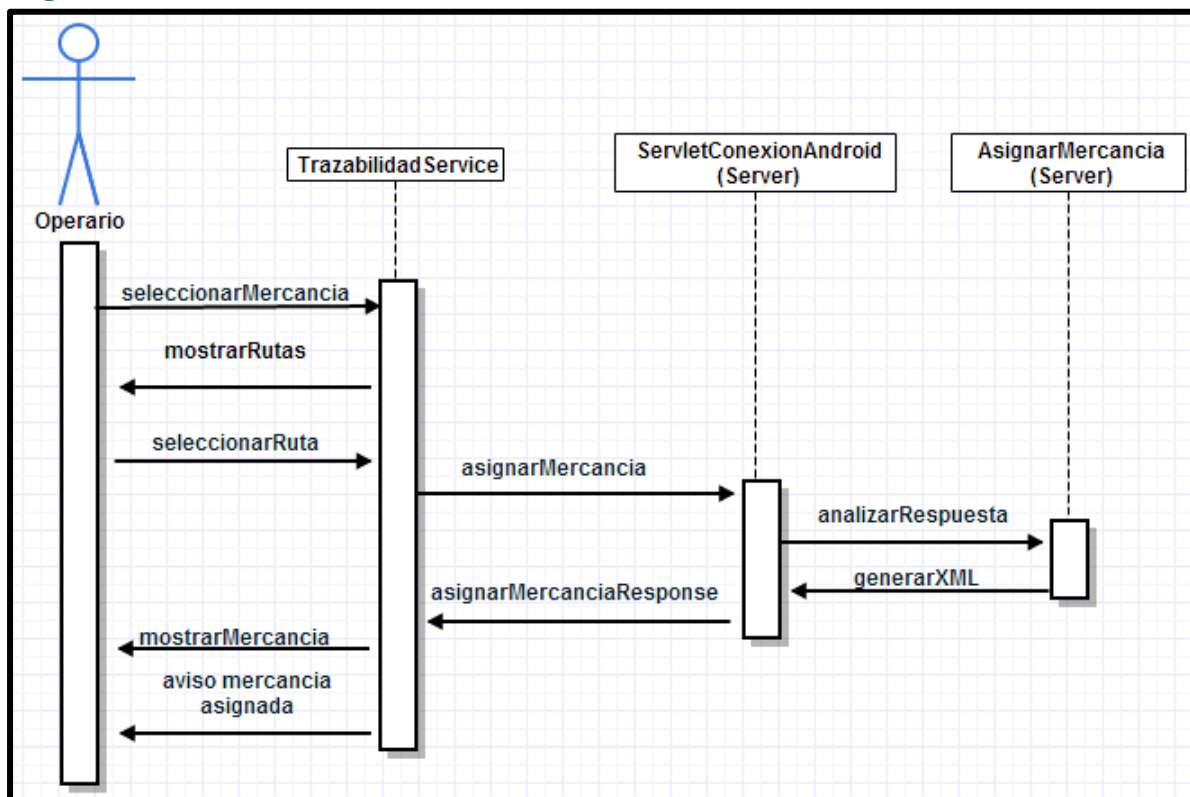 ServletConexionAndroid
(Server)
AsignarMercancia
(Server)
TrazabilidadService
Operario
seleccionarMercancia
mostrarRutas
seleccionarRuta
asignarMercancia
analizarRespuesta
generarXML
asignarMercanciaResponse
mostrarMercancia
aviso mercancia
asignada